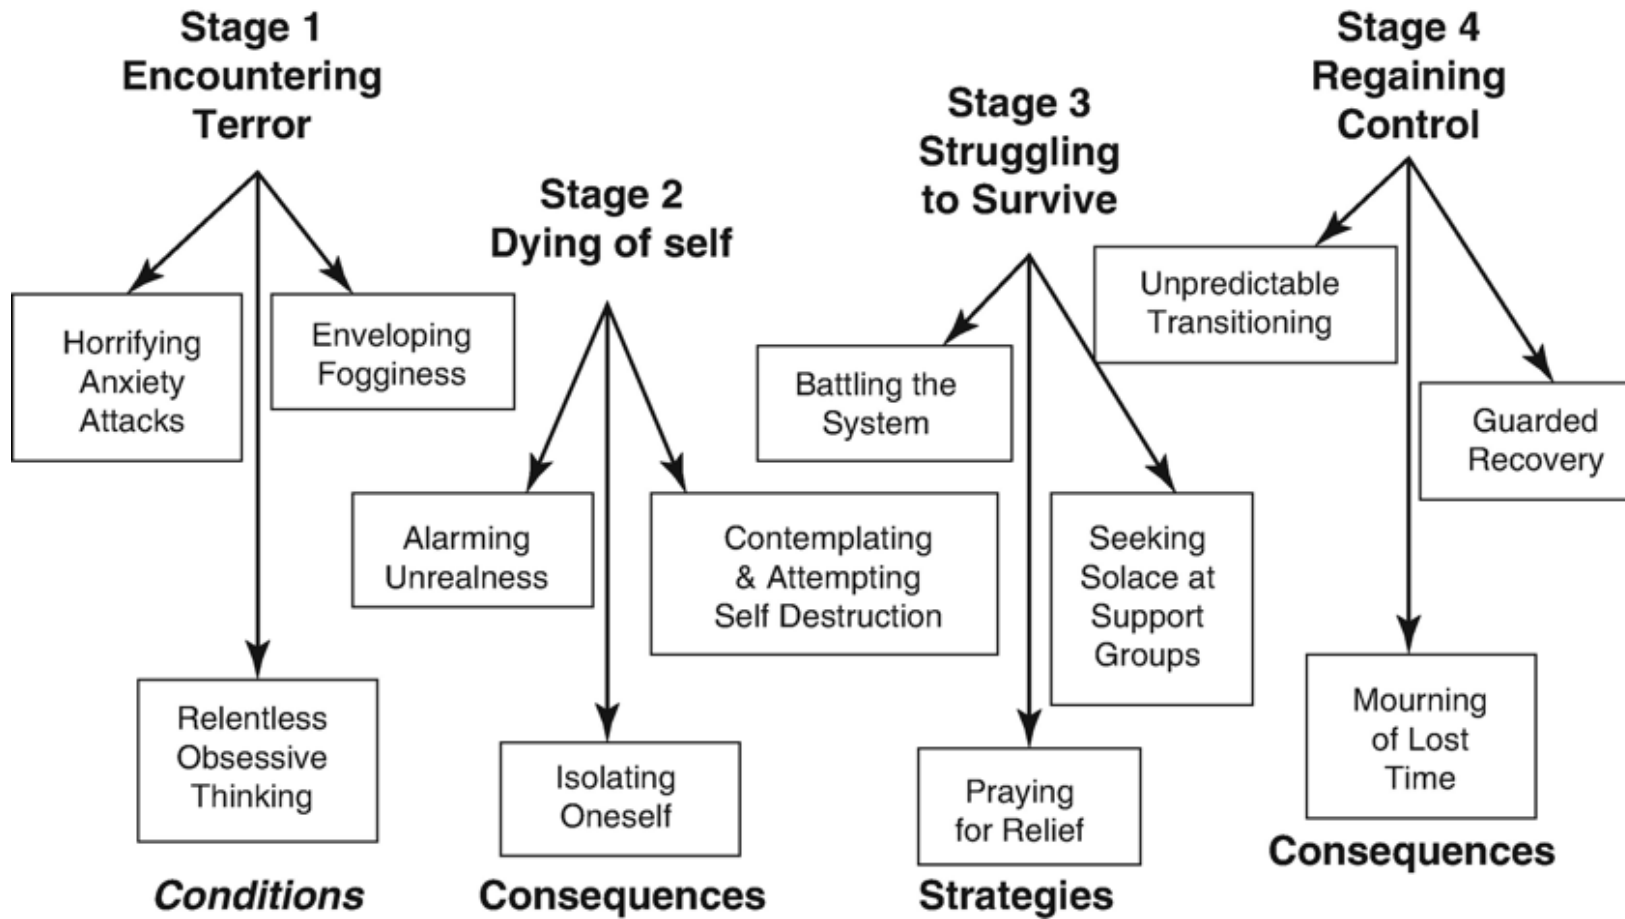 Stage 1
Encountering
Terror
Horrifying
Anxiety
Attacks
Enveloping
Fogginess
Relentless
Obsessive
Thinking
Conditions
Stage 2
Dying of self
Alarming
Unrealness
Contemplating
& Attempting
Self Destruction
Isolating
Oneself
Consequences
Stage 3
Struggling
to Survive
Battling the
System
Seeking
Solace at
Support
Groups
Praying
for Relief
Strategies
Stage 4
Regaining
Control
Unpredictable
Transitioning
Guarded
Recovery
Mourning
of Lost
Time
Consequences